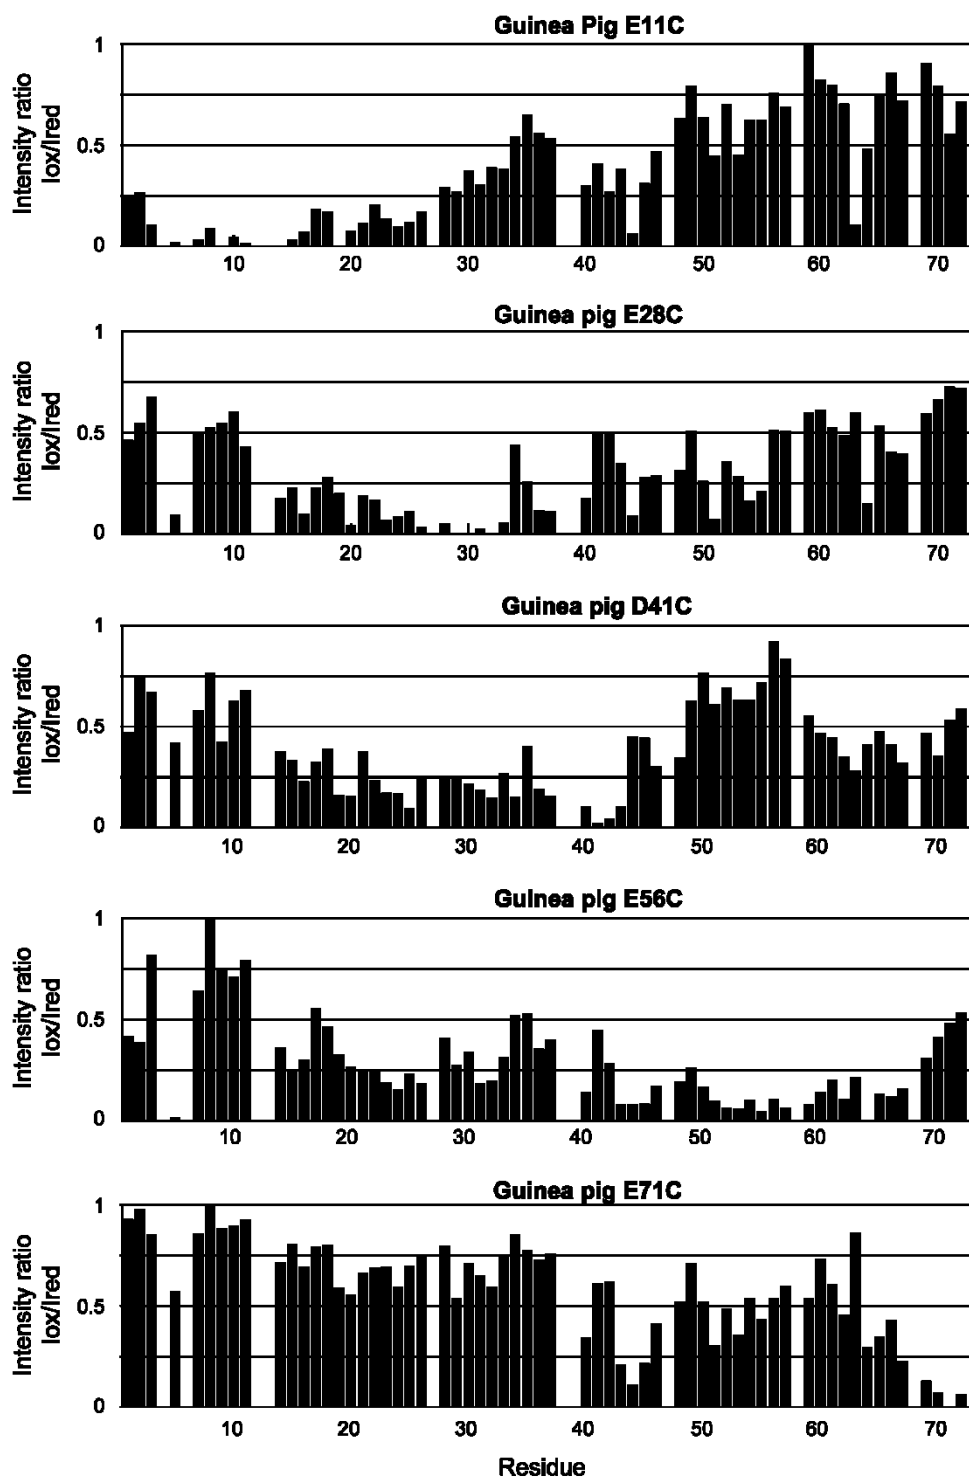 Guinea Pig E11C
Intensity ratio
Iox/Ired
1
0.5
0
10 20 30 40 50 60 70
Guinea pig E28C
Intensity ratio
Iox/Ired
1
0.5
0
10 20 30 40 50 60 70
Guinea pig D41C
Intensity ratio
Iox/Ired
1
0.5
0
10 20 30 40 50 60 70
Guinea pig E56C
Intensity ratio
Iox/Ired
1
0.5
0
10 20 30 40 50 60 70
Guinea pig E71C
Intensity ratio
Iox/Ired
1
0.5
0
10 20 30 40 50 60 70
Residue